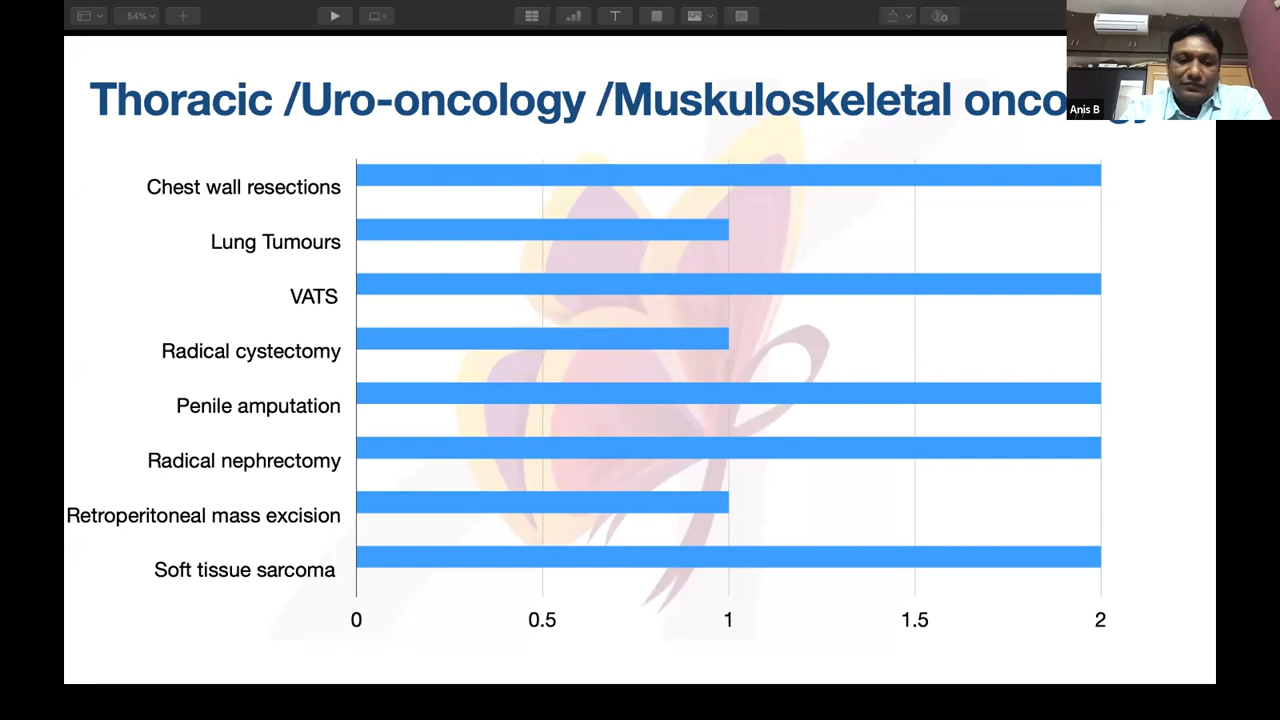 54%
Thoracic /Uro-oncology /Muskuloskeletal
Anis B
Chest wall resections
Lung Tumours
VATS
Radical cystectomy
Penile amputation
Radical nephrectomy
Retroperitoneal mass excision
Soft tissue sarcoma
0 0.5 1 1.5 2